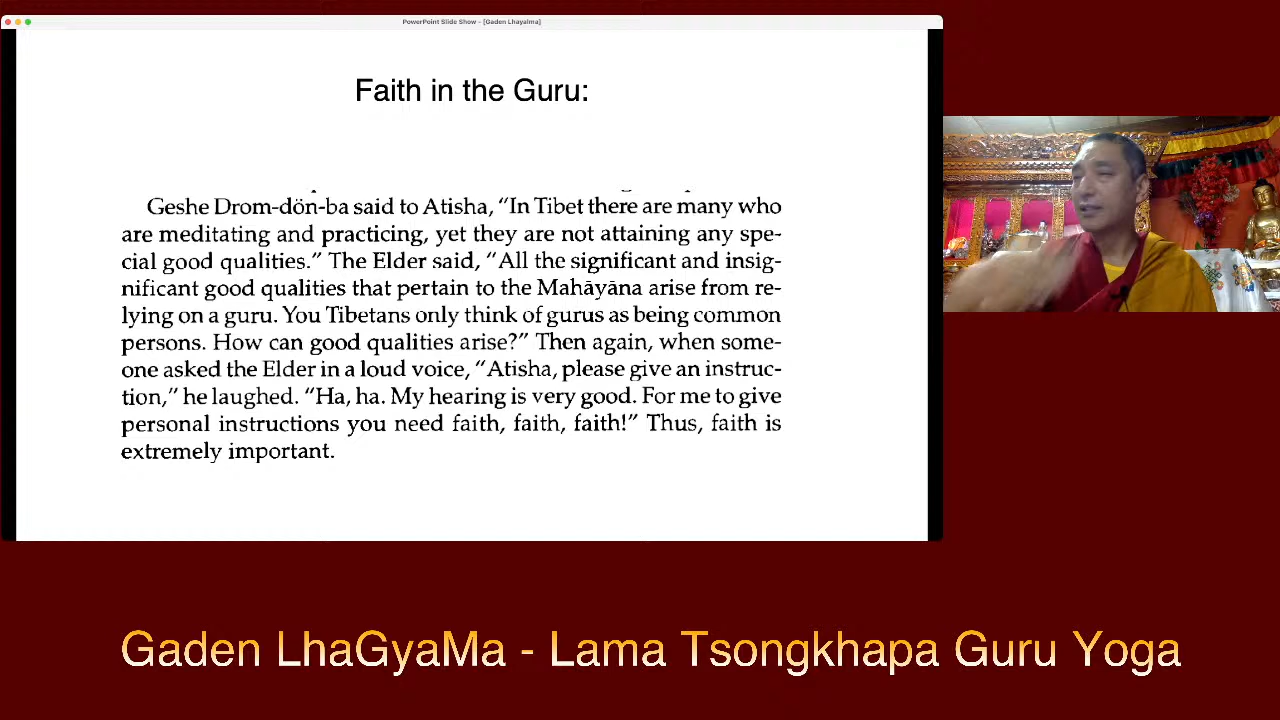 PowerPoint Slide Show - [Gaden Lhayalma]
Faith in the Guru:
Geshe Drom-dön-ba said to Atisha, “In Tibet there are many who
are meditating and practicing, yet they are not attaining any spe-
cial good qualities.” The Elder said, “All the significant and insig-
nificant good qualities that pertain to the Mahāyāna arise from re-
lying on a guru. You Tibetans only think of gurus as being common
persons. How can good qualities arise?” Then again, when some-
one asked the Elder in a loud voice, “Atisha, please give an instruc-
tion,” he laughed. “Ha, ha. My hearing is very good. For me to give
personal instructions you need faith, faith, faith!” Thus, faith is
extremely important.
Gaden LhaGyaMa - Lama Tsongkhapa Guru Yoga